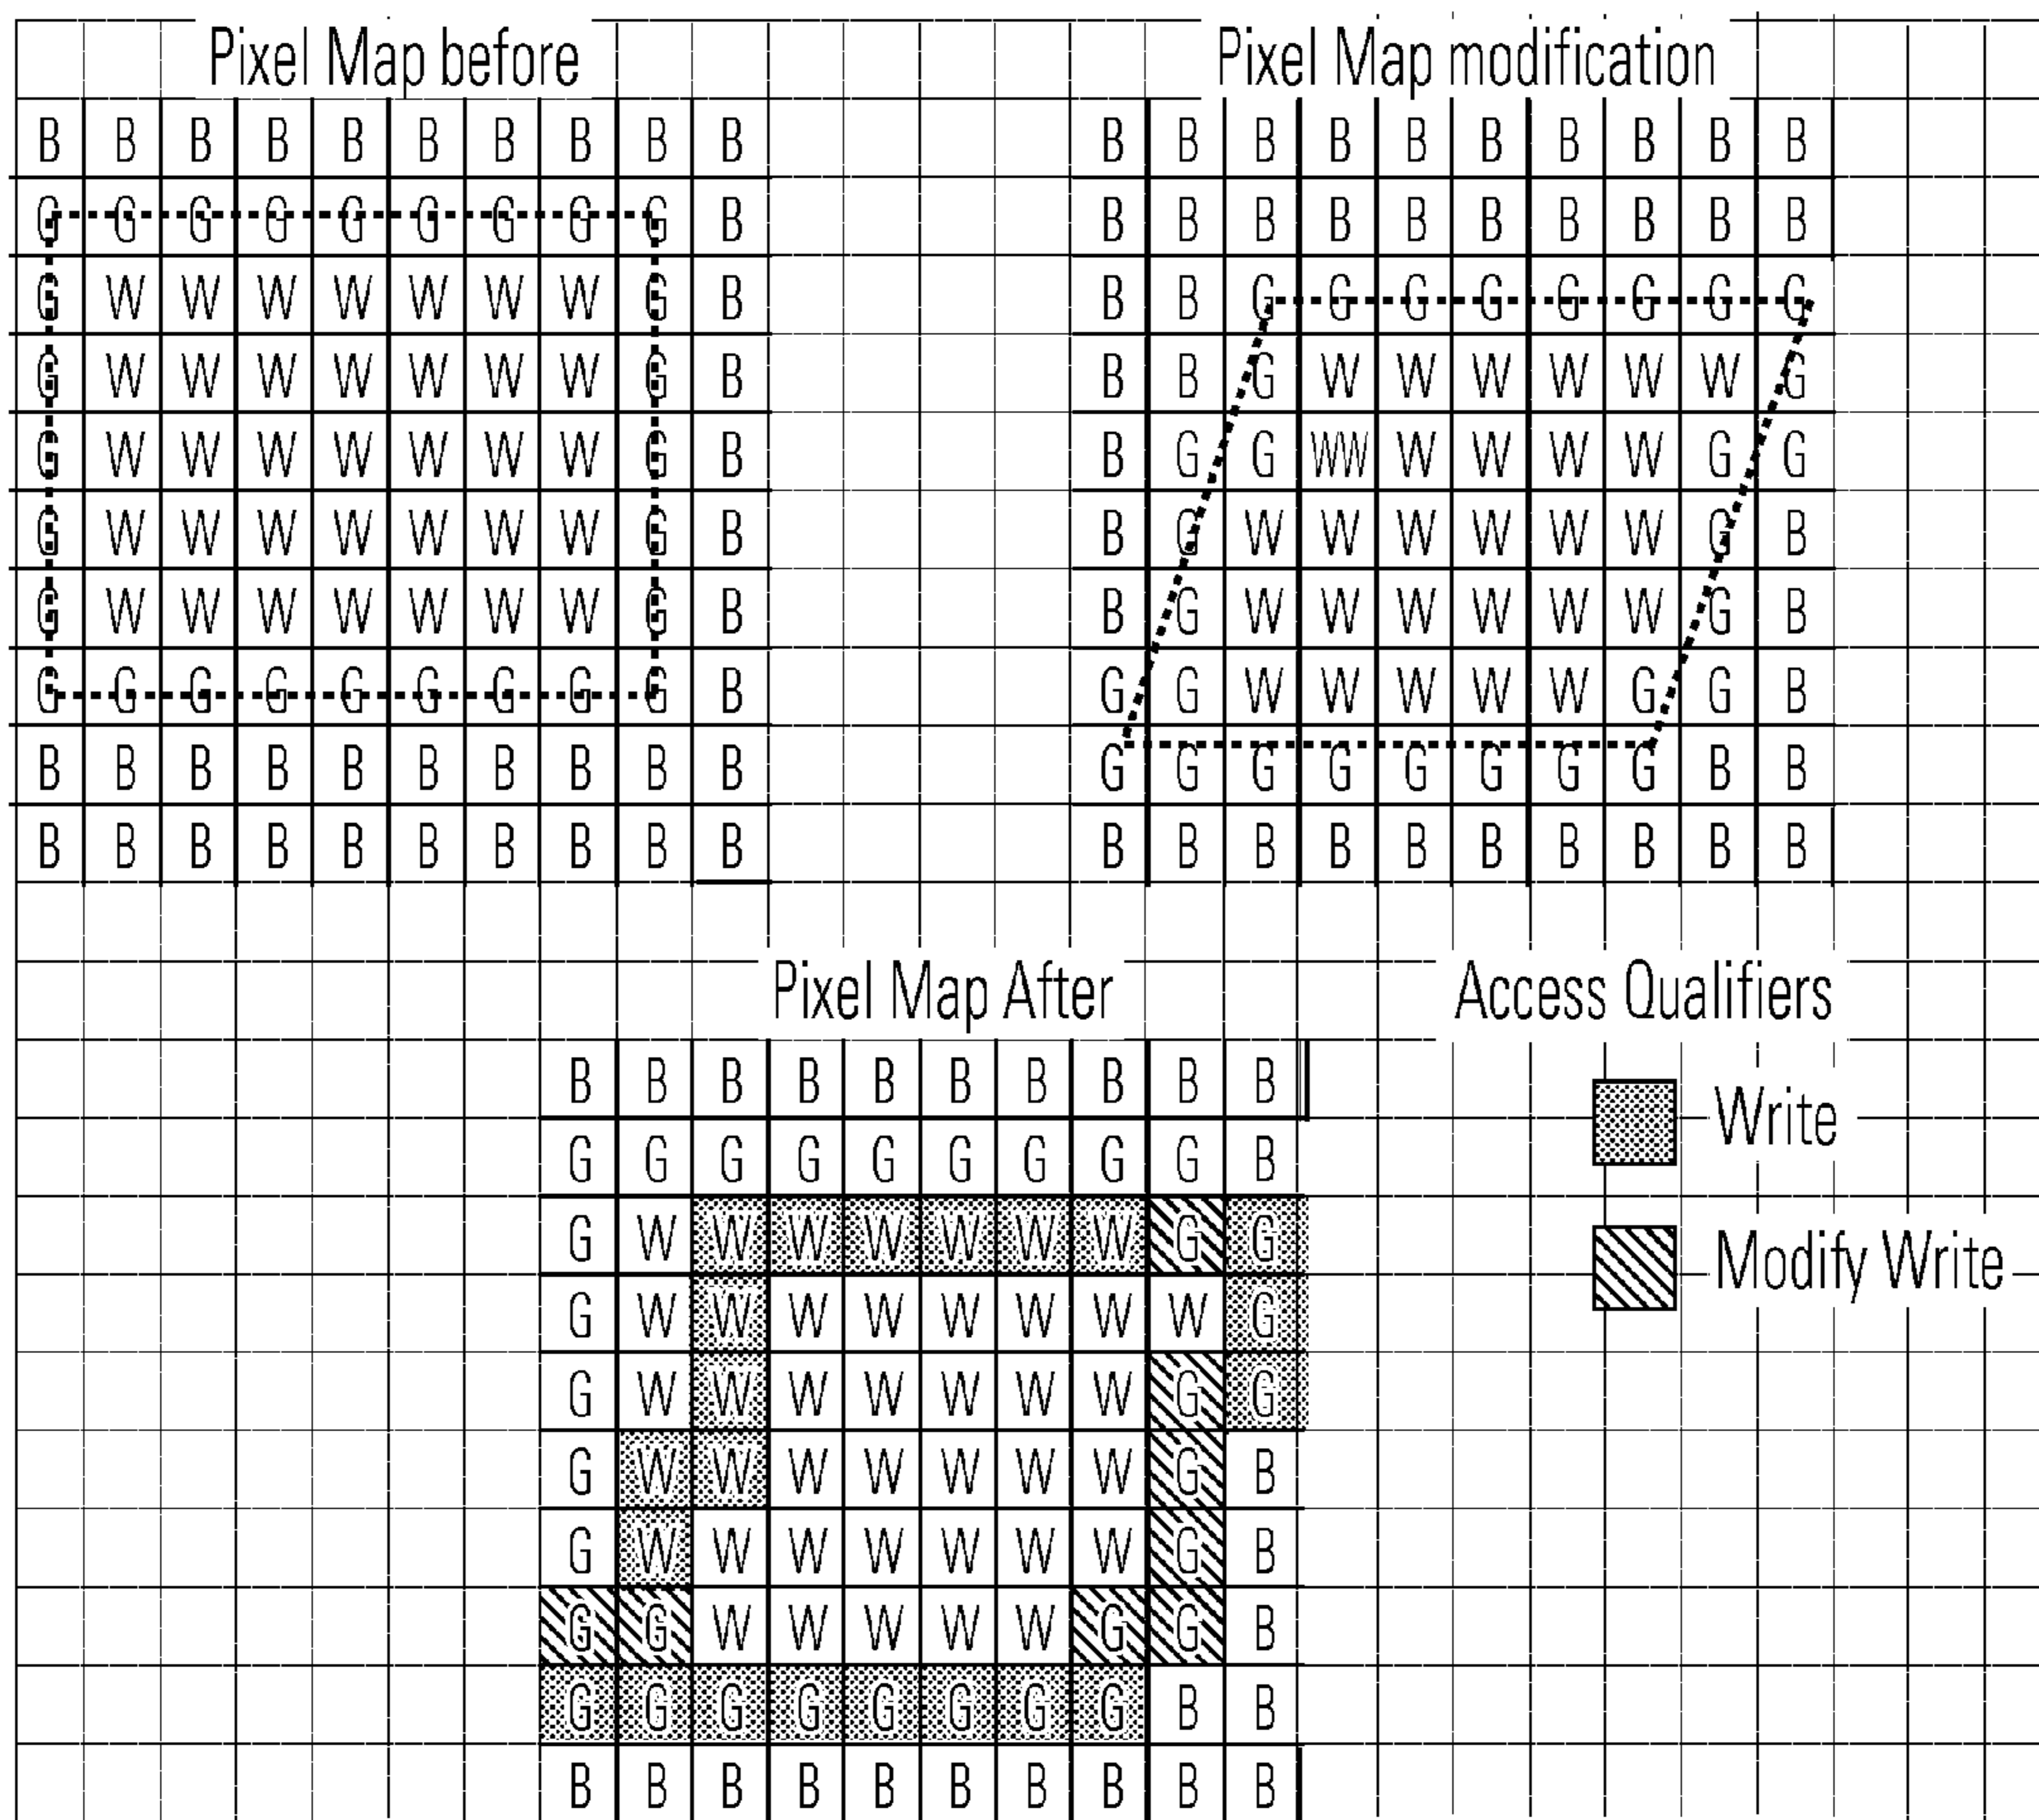 Pixel Map before
B B B B B B B B B B
G G G G G G G G G B
G W W W W W W W G B
G W W W W W W W G B
G W W W W W W W G B
G W W W W W W W G B
G W W W W W W W G B
G G G G G G G G G B
B B B B B B B B B B
B B B B B B B B B B
Pixel Map modification
B B B B B B B B B B
B B B B B B B B B B
B B G G G G G G G G
B B G W W W W W W G
B G G WW W W W W G G
B G W W W W W W G B
B G W W W W W W G B
G G W W W W W G G B
G G G G G G G G B B
B B B B B B B B B B
Pixel Map After
B B B B B B B B B B
G G G G G G G G G B
G W W W W W W W G G
G W W W W W W W W G
G W W W W W W W G G
G W W W W W W W G B
G W W W W W W W G B
G G W W W W W G G B
G G G G G G G G B B
B B B B B B B B B B
Access Qualifiers
Write
Modify Write